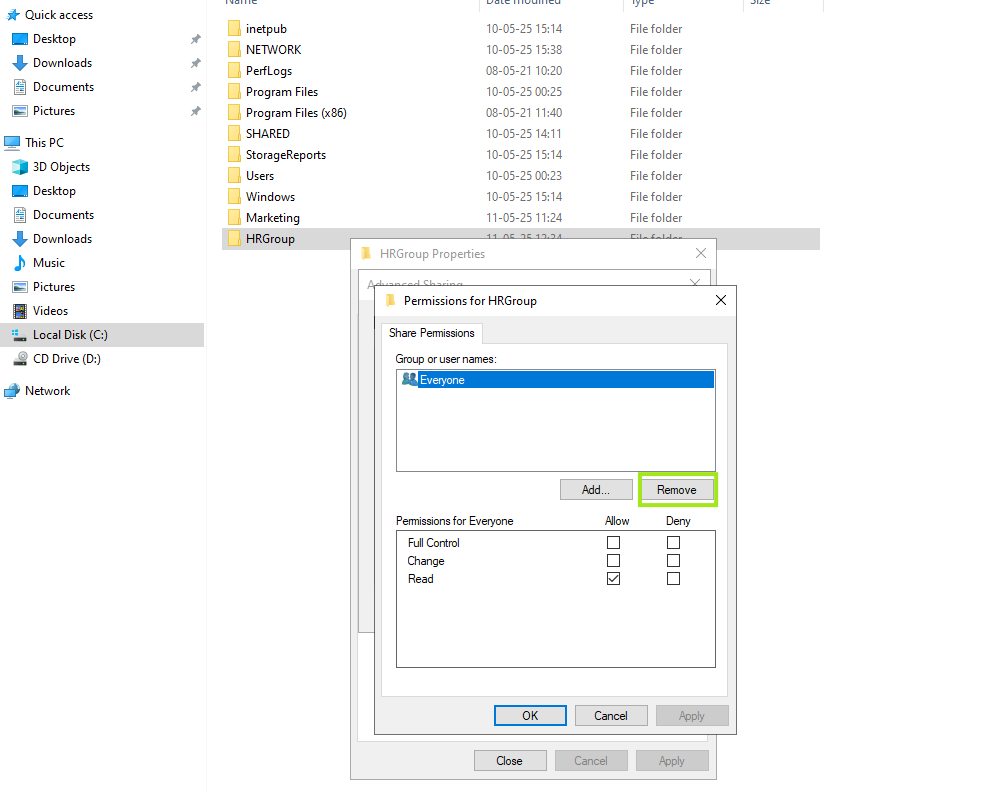 Name Date modified Type Size
Quick access
Desktop
Downloads
Documents
Pictures
This PC
3D Objects
Desktop
Documents
Downloads
Music
Pictures
Videos
Local Disk (C:)
CD Drive (D:)
Network
inetpub 10-05-25 15:14 File folder
NETWORK 10-05-25 15:38 File folder
PerfLogs 08-05-21 10:20 File folder
Program Files 10-05-25 00:25 File folder
Program Files (x86) 08-05-21 11:40 File folder
SHARED 10-05-25 14:11 File folder
StorageReports 10-05-25 15:14 File folder
Users 10-05-25 00:23 File folder
Windows 10-05-25 15:14 File folder
Marketing 11-05-25 11:24 File folder
HRGroup 11-05-25 12:34 File folder
HRGroup Properties
Advanced Sharing
Permissions for HRGroup
Share Permissions
Group or user names:
Everyone
Add... Remove
Permissions for Everyone Allow Deny
Full Control
Change
Read
OK Cancel Apply
Close Cancel Apply